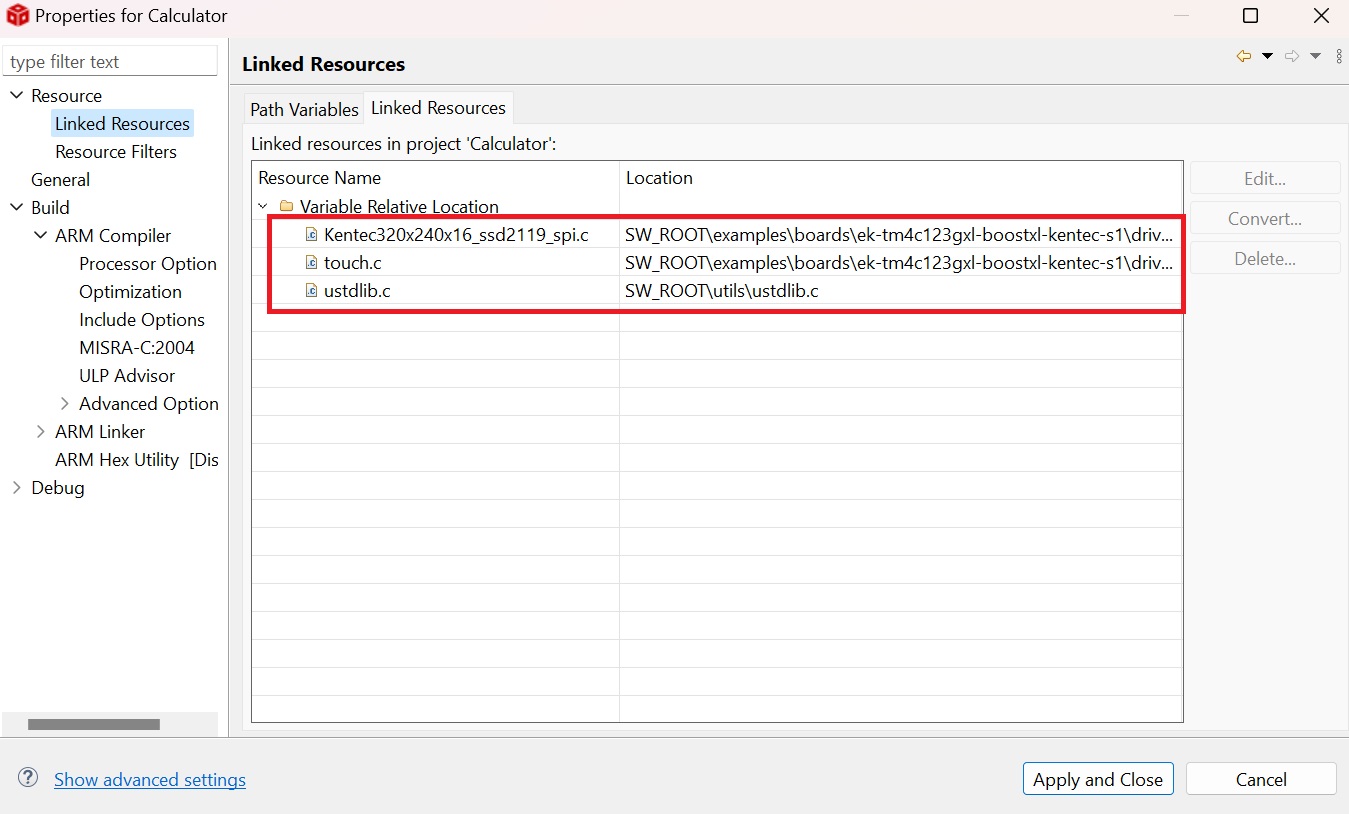 Properties for Calculator
type filter text
Resource
Linked Resources
Resource Filters
General
Build
ARM Compiler
Processor Option
Optimization
Include Options
MISRA-C:2004
ULP Advisor
Advanced Option
ARM Linker
ARM Hex Utility [Dis
Debug
Linked Resources
Path Variables Linked Resources
Linked resources in project 'Calculator':
Resource Name Location
Variable Relative Location
Kentec320x240x16_ssd2119_spi.c SW_ROOT\examples\boards\ek-tm4c123gxl-boostxl-kentec-s1\driv...
touch.c SW_ROOT\examples\boards\ek-tm4c123gxl-boostxl-kentec-s1\driv...
ustdlib.c SW_ROOT\utils\ustdlib.c
Edit...
Convert...
Delete...
Show advanced settings
Apply and Close Cancel